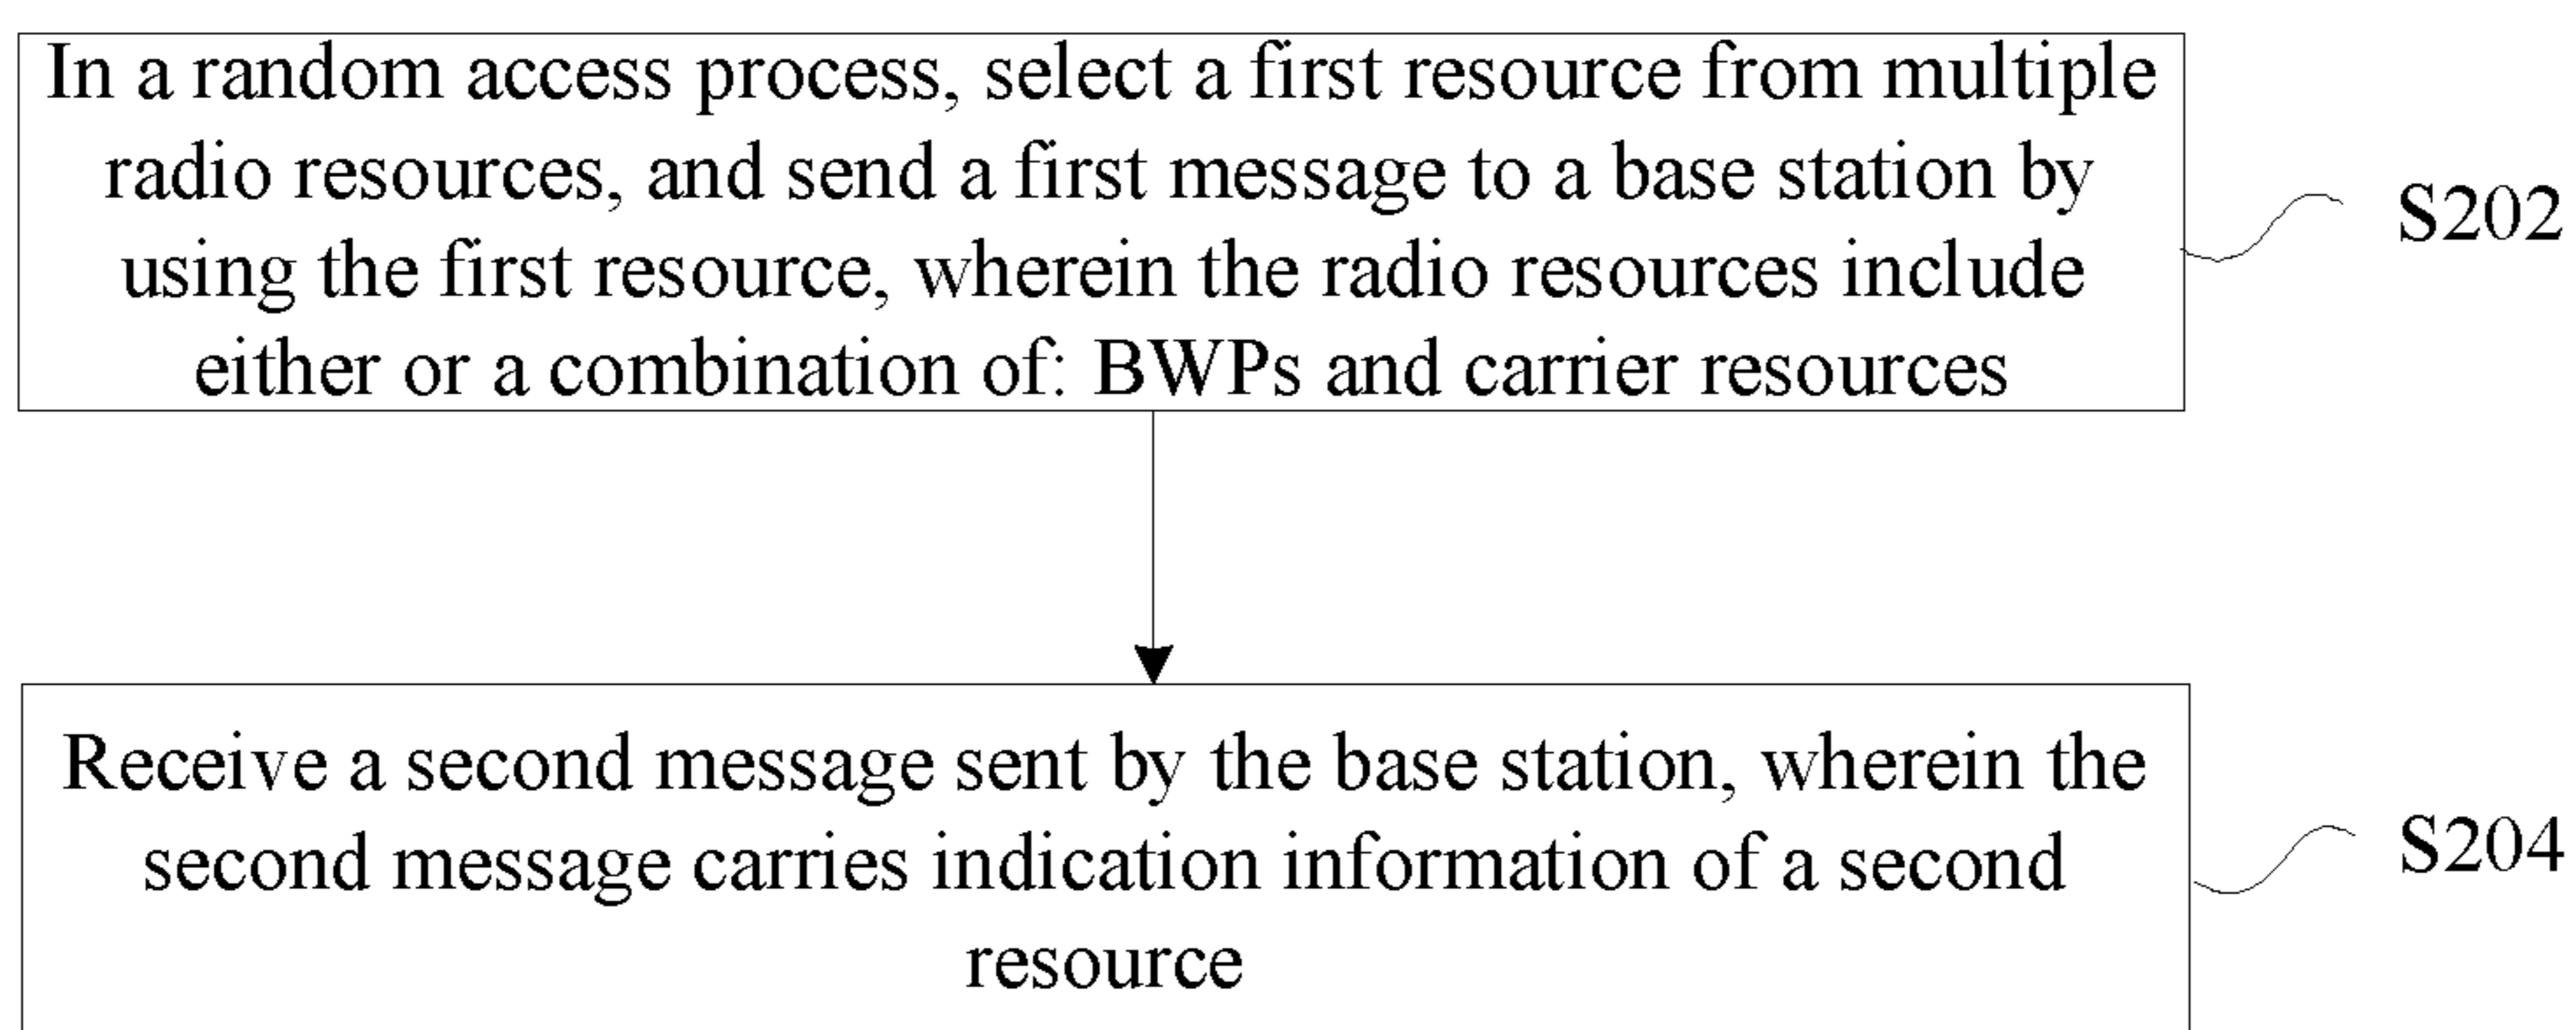 In a random access process, select a first resource from multiple
radio resources, and send a first message to a base station by
using the first resource, wherein the radio resources include
either or a combination of: BWPs and carrier resources
S202
Receive a second message sent by the base station, wherein the
second message carries indication information of a second
resource
S204